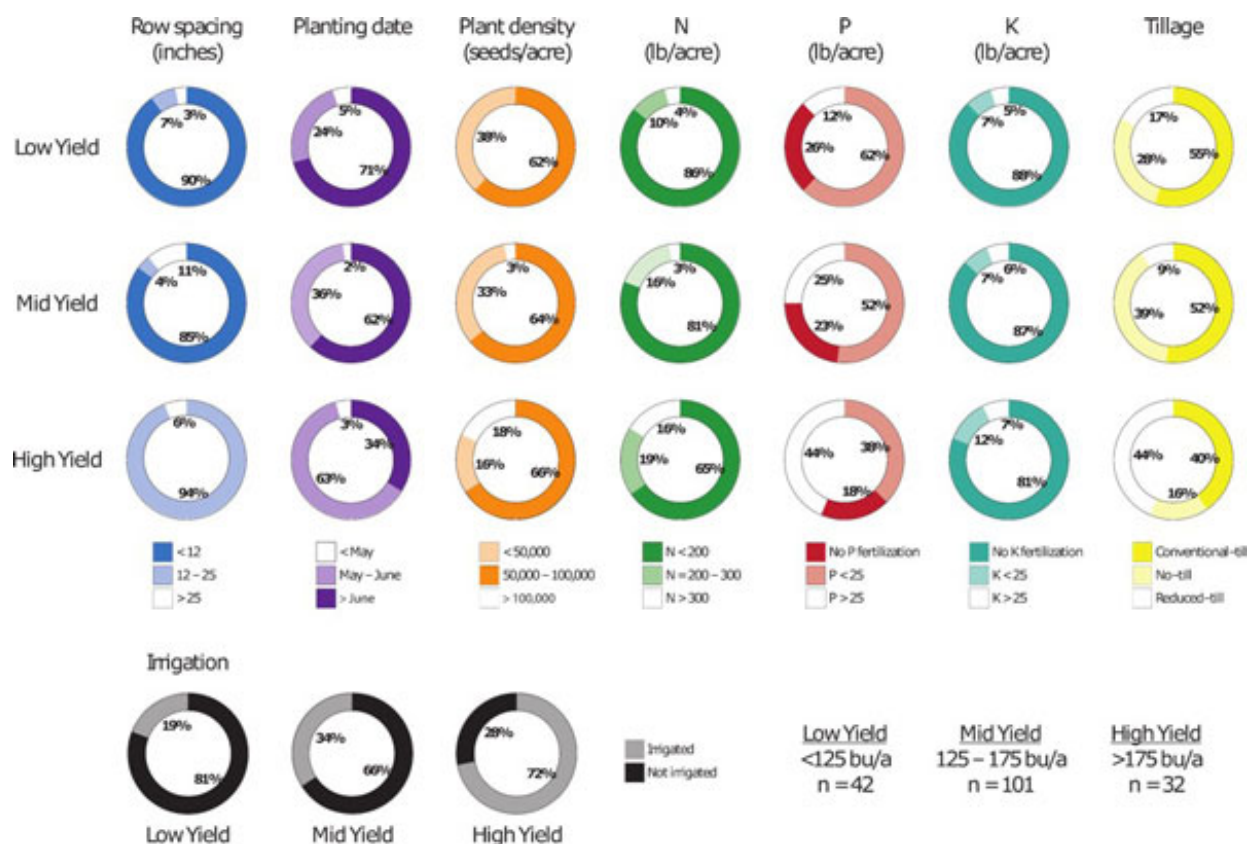 Row spacing
(inches)
Planting date
Plant density
(seeds/acre)
N
(lb/acre)
P
(lb/acre)
K
(lb/acre)
Tillage
Low Yield
3%
7%
90%
5%
24%
71%
38%
62%
4%
10%
86%
12%
26%
62%
5%
7%
88%
17%
28%
55%
Mid Yield
11%
4%
85%
2%
36%
62%
3%
33%
64%
3%
16%
81%
25%
52%
23%
6%
7%
87%
9%
39%
52%
High Yield
6%
94%
3%
34%
63%
18%
16%
66%
16%
19%
65%
44%
38%
18%
7%
12%
81%
44%
40%
16%
<12
12-25
>25
<May
May-June
>June
<50,000
50,000-100,000
>100,000
N<200
N=200-300
N>300
No P fertilization
P<25
P>25
No K fertilization
K<25
K>25
Conventional-till
No-till
Reduced-till
Irrigation
19%
81%
34%
66%
28%
72%
Low Yield
Mid Yield
High Yield
Irrigated
Not irrigated
Low Yield
<125 bu/a
n=42
Mid Yield
125-175 bu/a
n=101
High Yield
>175 bu/a
n=32